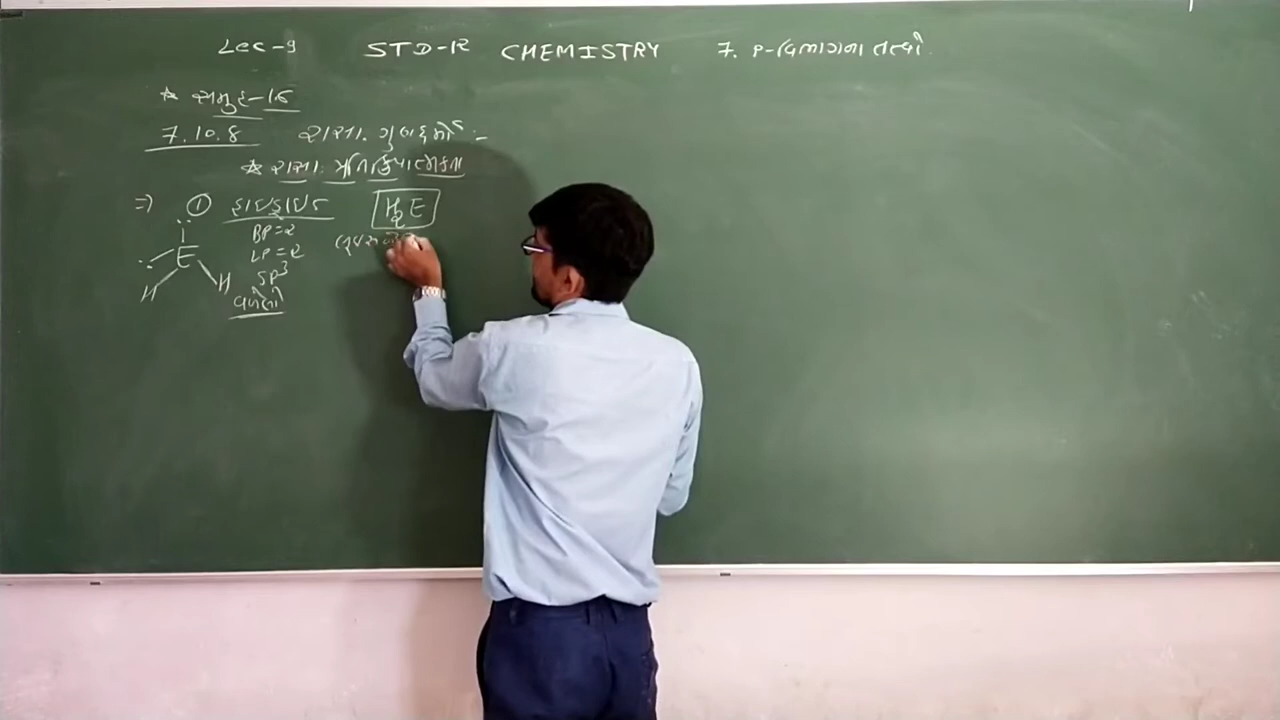 Lec-9 STD-12 CHEMISTRY 7. P-વિભાગના તત્વો
* સમૂહ-16
7.10.8 રાસા. ગુણધર્મો :-
* રાસા. પ્રતિક્રિયાત્મકતા
⇒ ① હાઇડ્રાઇડ H₂E
BP=2
LP=2
E
SP³
H H